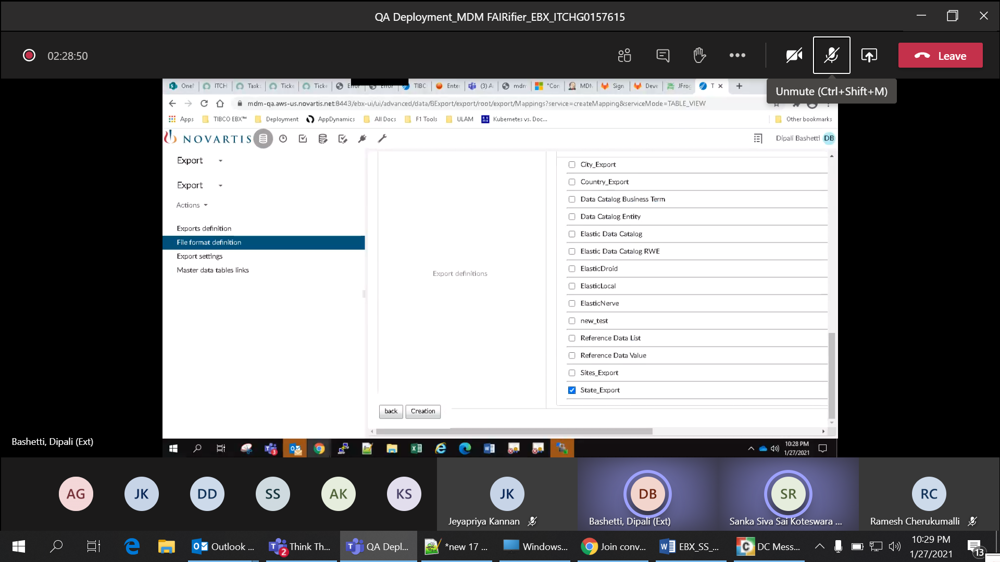 QA Deployment_MDM FAIRifier_EBX_ITCHG0157615
02:28:50
Leave
Unmute (Ctrl+Shift+M)
OneI ITCH Task Ticke Ticke Error Error TIBC Ente (3) A mdm "Con MDN Sign Deve JFrog T
mdm-qa.aws-us.novartis.net:8443/ebx-ui/ui/advanced/data/BExport/export/root/export/Mappings?service=createMapping&serviceMode=TABLE_VIEW
Apps TIBCO EBX™ Deployment AppDynamics All Docs F1 Tools ULAM Kubernetes vs. Doc... Other bookmarks
NOVARTIS
Dipali Bashetti DB
Export
Export
Actions
Exports definition
File format definition
Export settings
Master data tables links
Export definitions
City_Export
Country_Export
Data Catalog Business Term
Data Catalog Entity
Elastic Data Catalog
Elastic Data Catalog RWE
ElasticDroid
ElasticLocal
ElasticNerve
new_test
Reference Data List
Reference Data Value
Sites_Export
State_Export
back Creation
Bashetti, Dipali (Ext)
3
10:28 PM
1/27/2021
AG JK DD SS AK KS JK DB SR RC
Jeyapriya Kannan
Bashetti, Dipali (Ext)
Sanka Siva Sai Koteswara ...
Ramesh Cherukumalli
Outlook ...
2 Think Th...
QA Depl...
*new 17 ...
Windows...
Join conv...
EBX_SS_...
DC Mess...
10:29 PM
1/27/2021
13